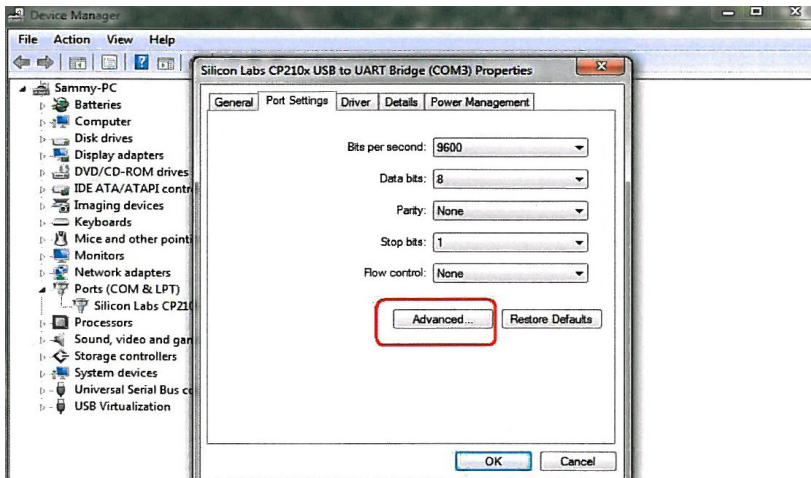 Device Manager
File Action View Help
Silicon Labs CP210x USB to UART Bridge (COM3) Properties
Sammy-PC
Batteries
Computer
Disk drives
Display adapters
DVD/CD-ROM drives
IDE ATA/ATAPI contr
Imaging devices
Keyboards
Mice and other pointi
Monitors
Network adapters
Ports (COM & LPT)
Silicon Labs CP210
Processors
Sound, video and gam
Storage controllers
System devices
Universal Serial Bus co
USB Virtualization
General Port Settings Driver Details Power Management
Bits per second: 9600
Data bits: 8
Parity: None
Stop bits: 1
Flow control: None
Advanced... Restore Defaults
OK Cancel